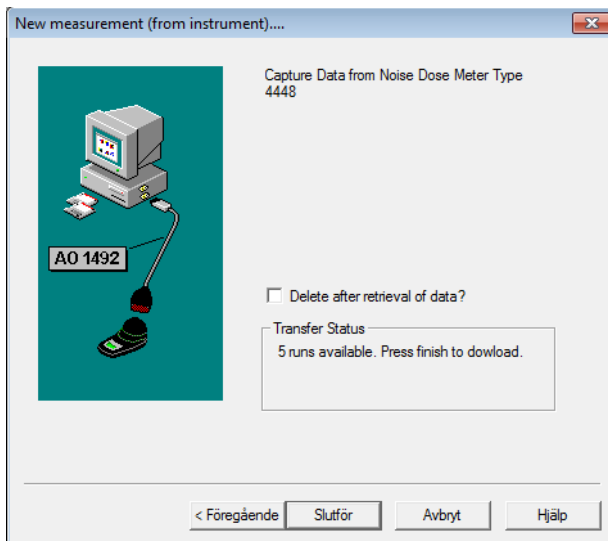 New measurement (from instrument)....
Capture Data from Noise Dose Meter Type
4448
AO 1492
Delete after retrieval of data?
Transfer Status
5 runs available. Press finish to dowload.
< Föregående
Slutför
Avbryt
Hjälp